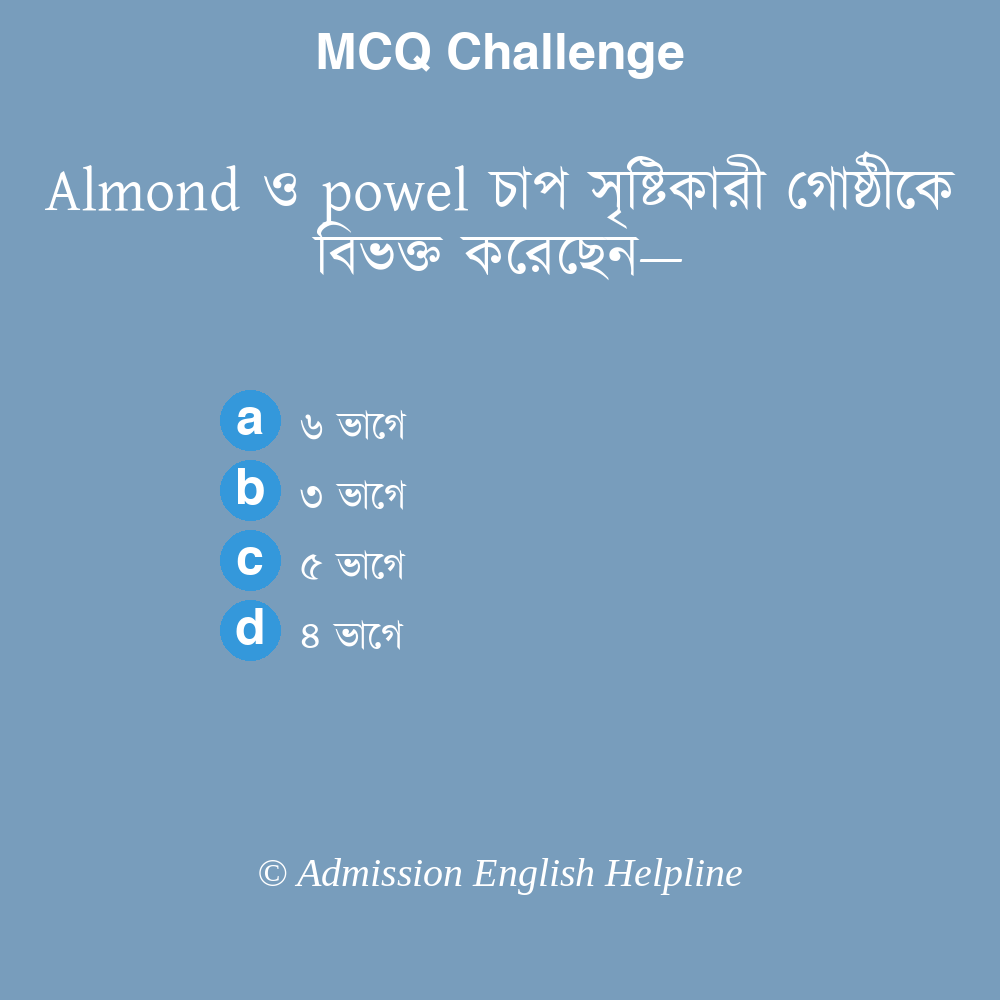 MCQ Challenge
Almond ও powel চাপ সৃষ্টিকারী গোষ্ঠীকে
বিভক্ত করেছেন—
a ৬ ভাগে
b ৩ ভাগে
c ৫ ভাগে
d ৪ ভাগে
© Admission English Helpline